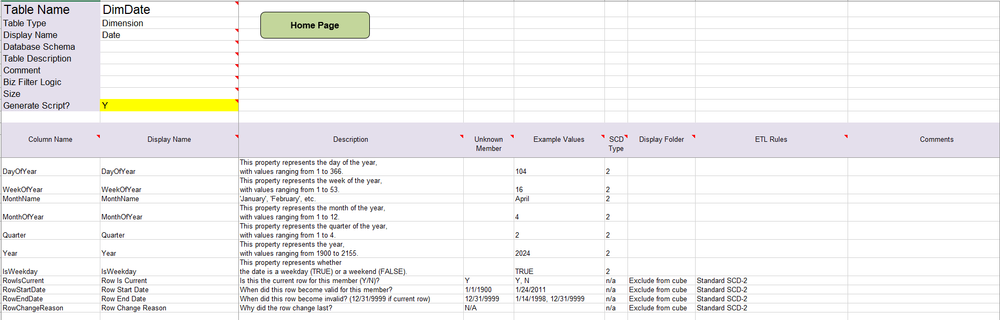 Table Name DimDate
Table Type Dimension
Home Page
Display Name Date
Database Schema
Table Description
Comment
Biz Filter Logic
Size
Generate Script? Y
Column Name Display Name Description Unknown Member Example Values SCD Type Display Folder ETL Rules Comments
This property represents the day of the year,
DayOfYear DayOfYear with values ranging from 1 to 366. 104 2
This property represents the week of the year,
WeekOfYear WeekOfYear with values ranging from 1 to 53. 16 2
MonthName MonthName 'January', 'February', etc. April 2
This property represents the month of the year,
MonthOfYear MonthOfYear with values ranging from 1 to 12. 4 2
This property represents the quarter of the year,
Quarter Quarter with values ranging from 1 to 4. 2 2
This property represents the year,
Year Year with values ranging from 1900 to 2155. 2024 2
This property represents whether
IsWeekday IsWeekday the date is a weekday (TRUE) or a weekend (FALSE). TRUE 2
RowIsCurrent Row Is Current Is this the current row for this member (Y/N)? Y Y, N n/a Exclude from cube Standard SCD-2
RowStartDate Row Start Date When did this row become valid for this member? 1/1/1900 1/24/2011 n/a Exclude from cube Standard SCD-2
RowEndDate Row End Date When did this row become invalid? (12/31/9999 if current row) 12/31/9999 1/14/1998, 12/31/9999 n/a Exclude from cube Standard SCD-2
RowChangeReason Row Change Reason Why did the row change last? N/A n/a Exclude from cube Standard SCD-2